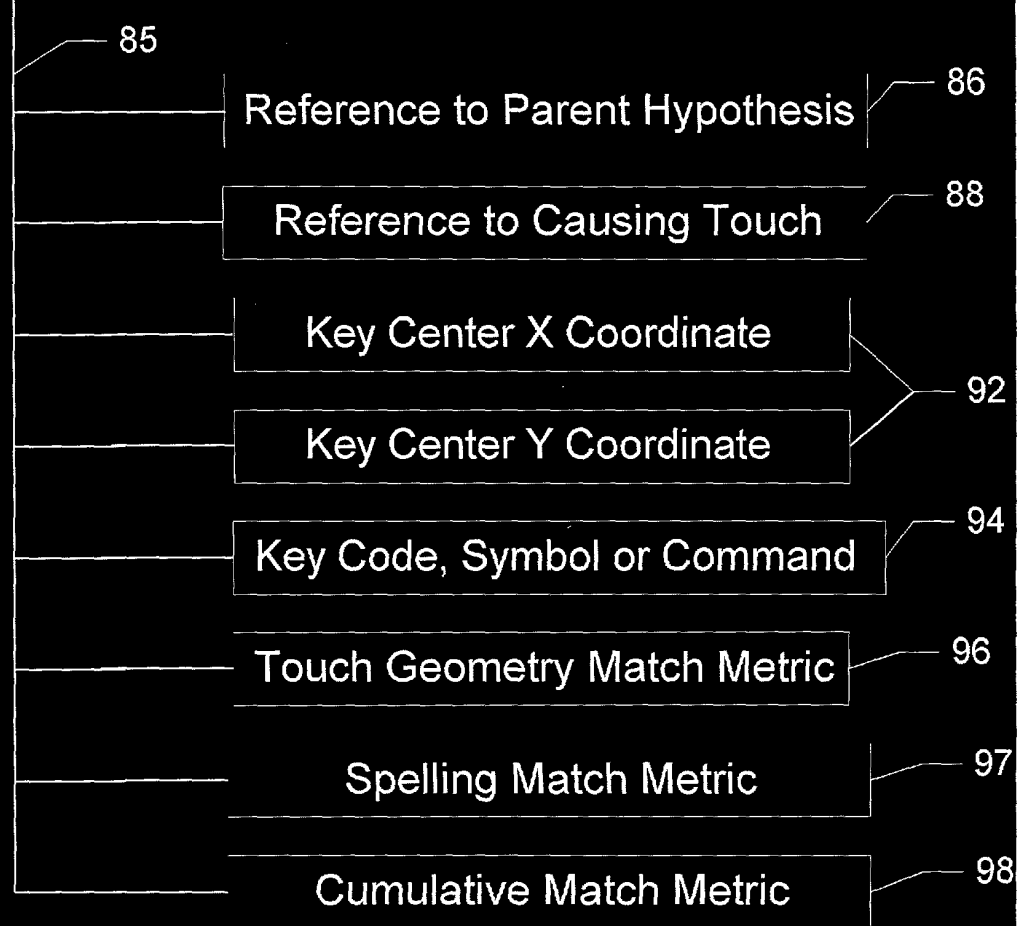 85
Reference to Parent Hypothesis 86
Reference to Causing Touch 88
Key Center X Coordinate
92
Key Center Y Coordinate
Key Code, Symbol or Command 94
Touch Geometry Match Metric 96
Spelling Match Metric 97
Cumulative Match Metric 98